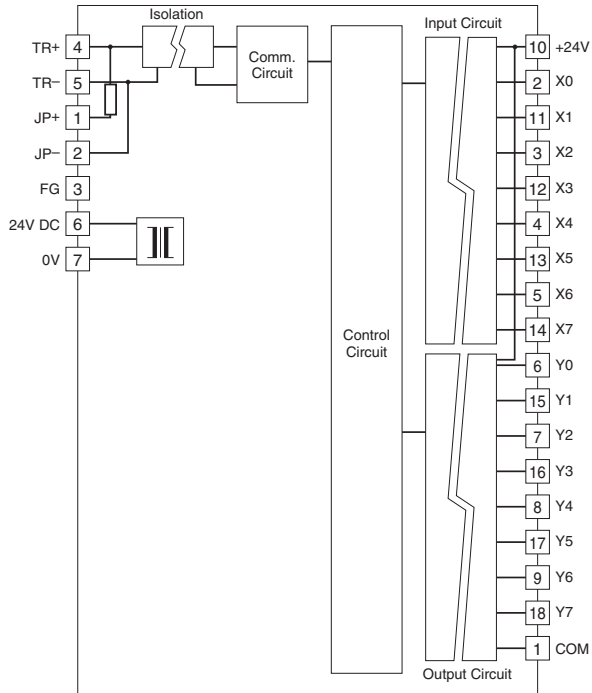 Isolation
Input Circuit
TR+ 4
TR– 5
JP+ 1
JP– 2
FG 3
24V DC 6
0V 7
Comm.
Circuit
Control
Circuit
10 +24V
2 X0
11 X1
3 X2
12 X3
4 X4
13 X5
5 X6
14 X7
6 Y0
15 Y1
7 Y2
16 Y3
8 Y4
17 Y5
9 Y6
18 Y7
1 COM
Output Circuit